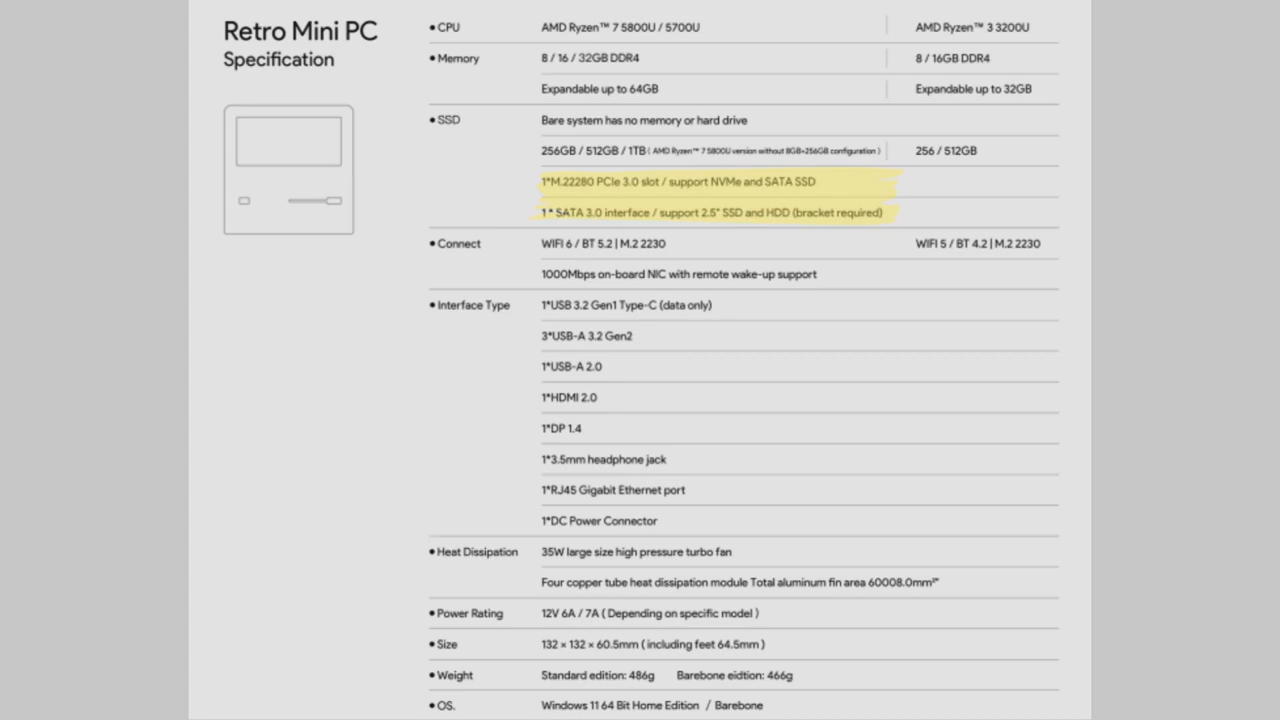 Retro Mini PC
Specification
• CPU AMD Ryzen™ 7 5800U / 5700U AMD Ryzen™ 3 3200U
• Memory 8 / 16 / 32GB DDR4 8 / 16GB DDR4
Expandable up to 64GB Expandable up to 32GB
• SSD Bare system has no memory or hard drive
256GB / 512GB / 1TB ( AMD Ryzen™ 7 5800U version without 8GB+256GB configuration ) 256 / 512GB
1*M.22280 PCIe 3.0 slot / support NVMe and SATA SSD
1 * SATA 3.0 interface / support 2.5" SSD and HDD (bracket required)
• Connect WIFI 6 / BT 5.2 | M.2 2230 WIFI 5 / BT 4.2 | M.2 2230
1000Mbps on-board NIC with remote wake-up support
• Interface Type 1*USB 3.2 Gen1 Type-C (data only)
3*USB-A 3.2 Gen2
1*USB-A 2.0
1*HDMI 2.0
1*DP 1.4
1*3.5mm headphone jack
1*RJ45 Gigabit Ethernet port
1*DC Power Connector
• Heat Dissipation 35W large size high pressure turbo fan
Four copper tube heat dissipation module Total aluminum fin area 60008.0mm²"
• Power Rating 12V 6A / 7A ( Depending on specific model )
• Size 132 × 132 × 60.5mm ( including feet 64.5mm )
• Weight Standard edition: 486g Barebone eidtion: 466g
• OS. Windows 11 64 Bit Home Edition / Barebone